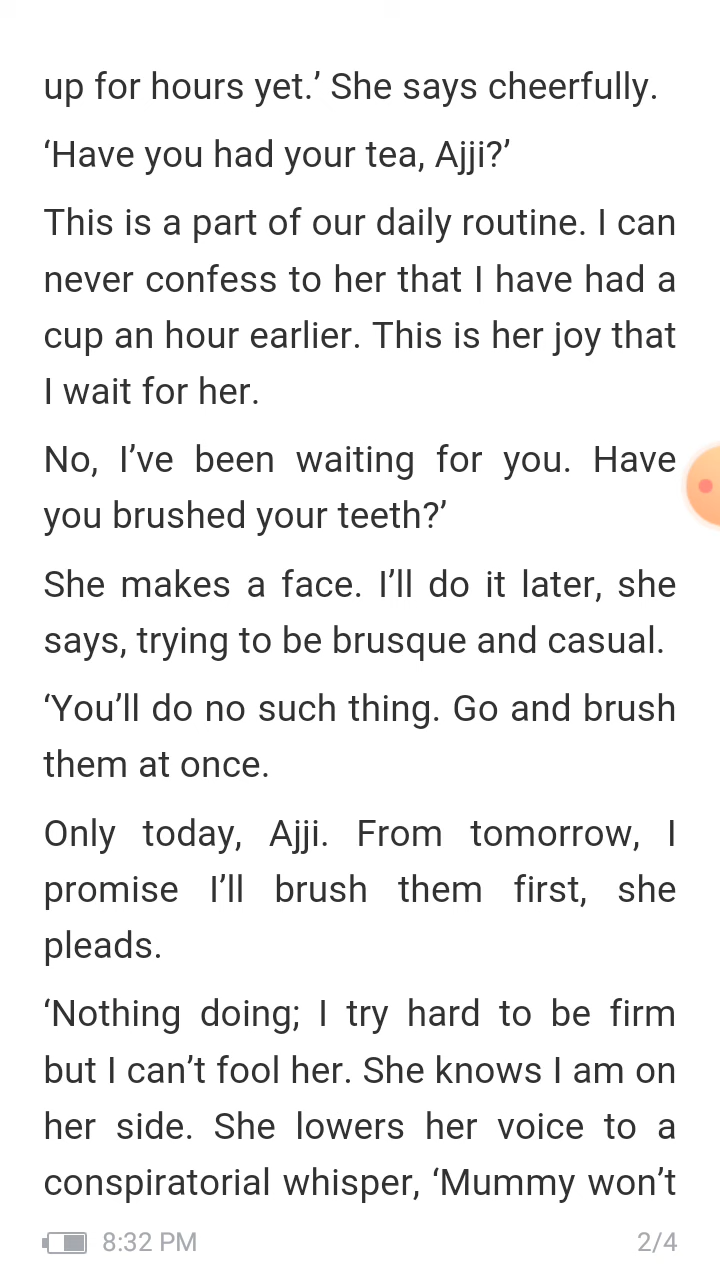 up for hours yet.’ She says cheerfully.
‘Have you had your tea, Ajji?’
This is a part of our daily routine. I can
never confess to her that I have had a
cup an hour earlier. This is her joy that
I wait for her.
No, I’ve been waiting for you. Have
you brushed your teeth?’
She makes a face. I’ll do it later, she
says, trying to be brusque and casual.
‘You’ll do no such thing. Go and brush
them at once.
Only today, Ajji. From tomorrow, I
promise I’ll brush them first, she
pleads.
‘Nothing doing; I try hard to be firm
but I can’t fool her. She knows I am on
her side. She lowers her voice to a
conspiratorial whisper, ‘Mummy won’t
8:32 PM 2/4